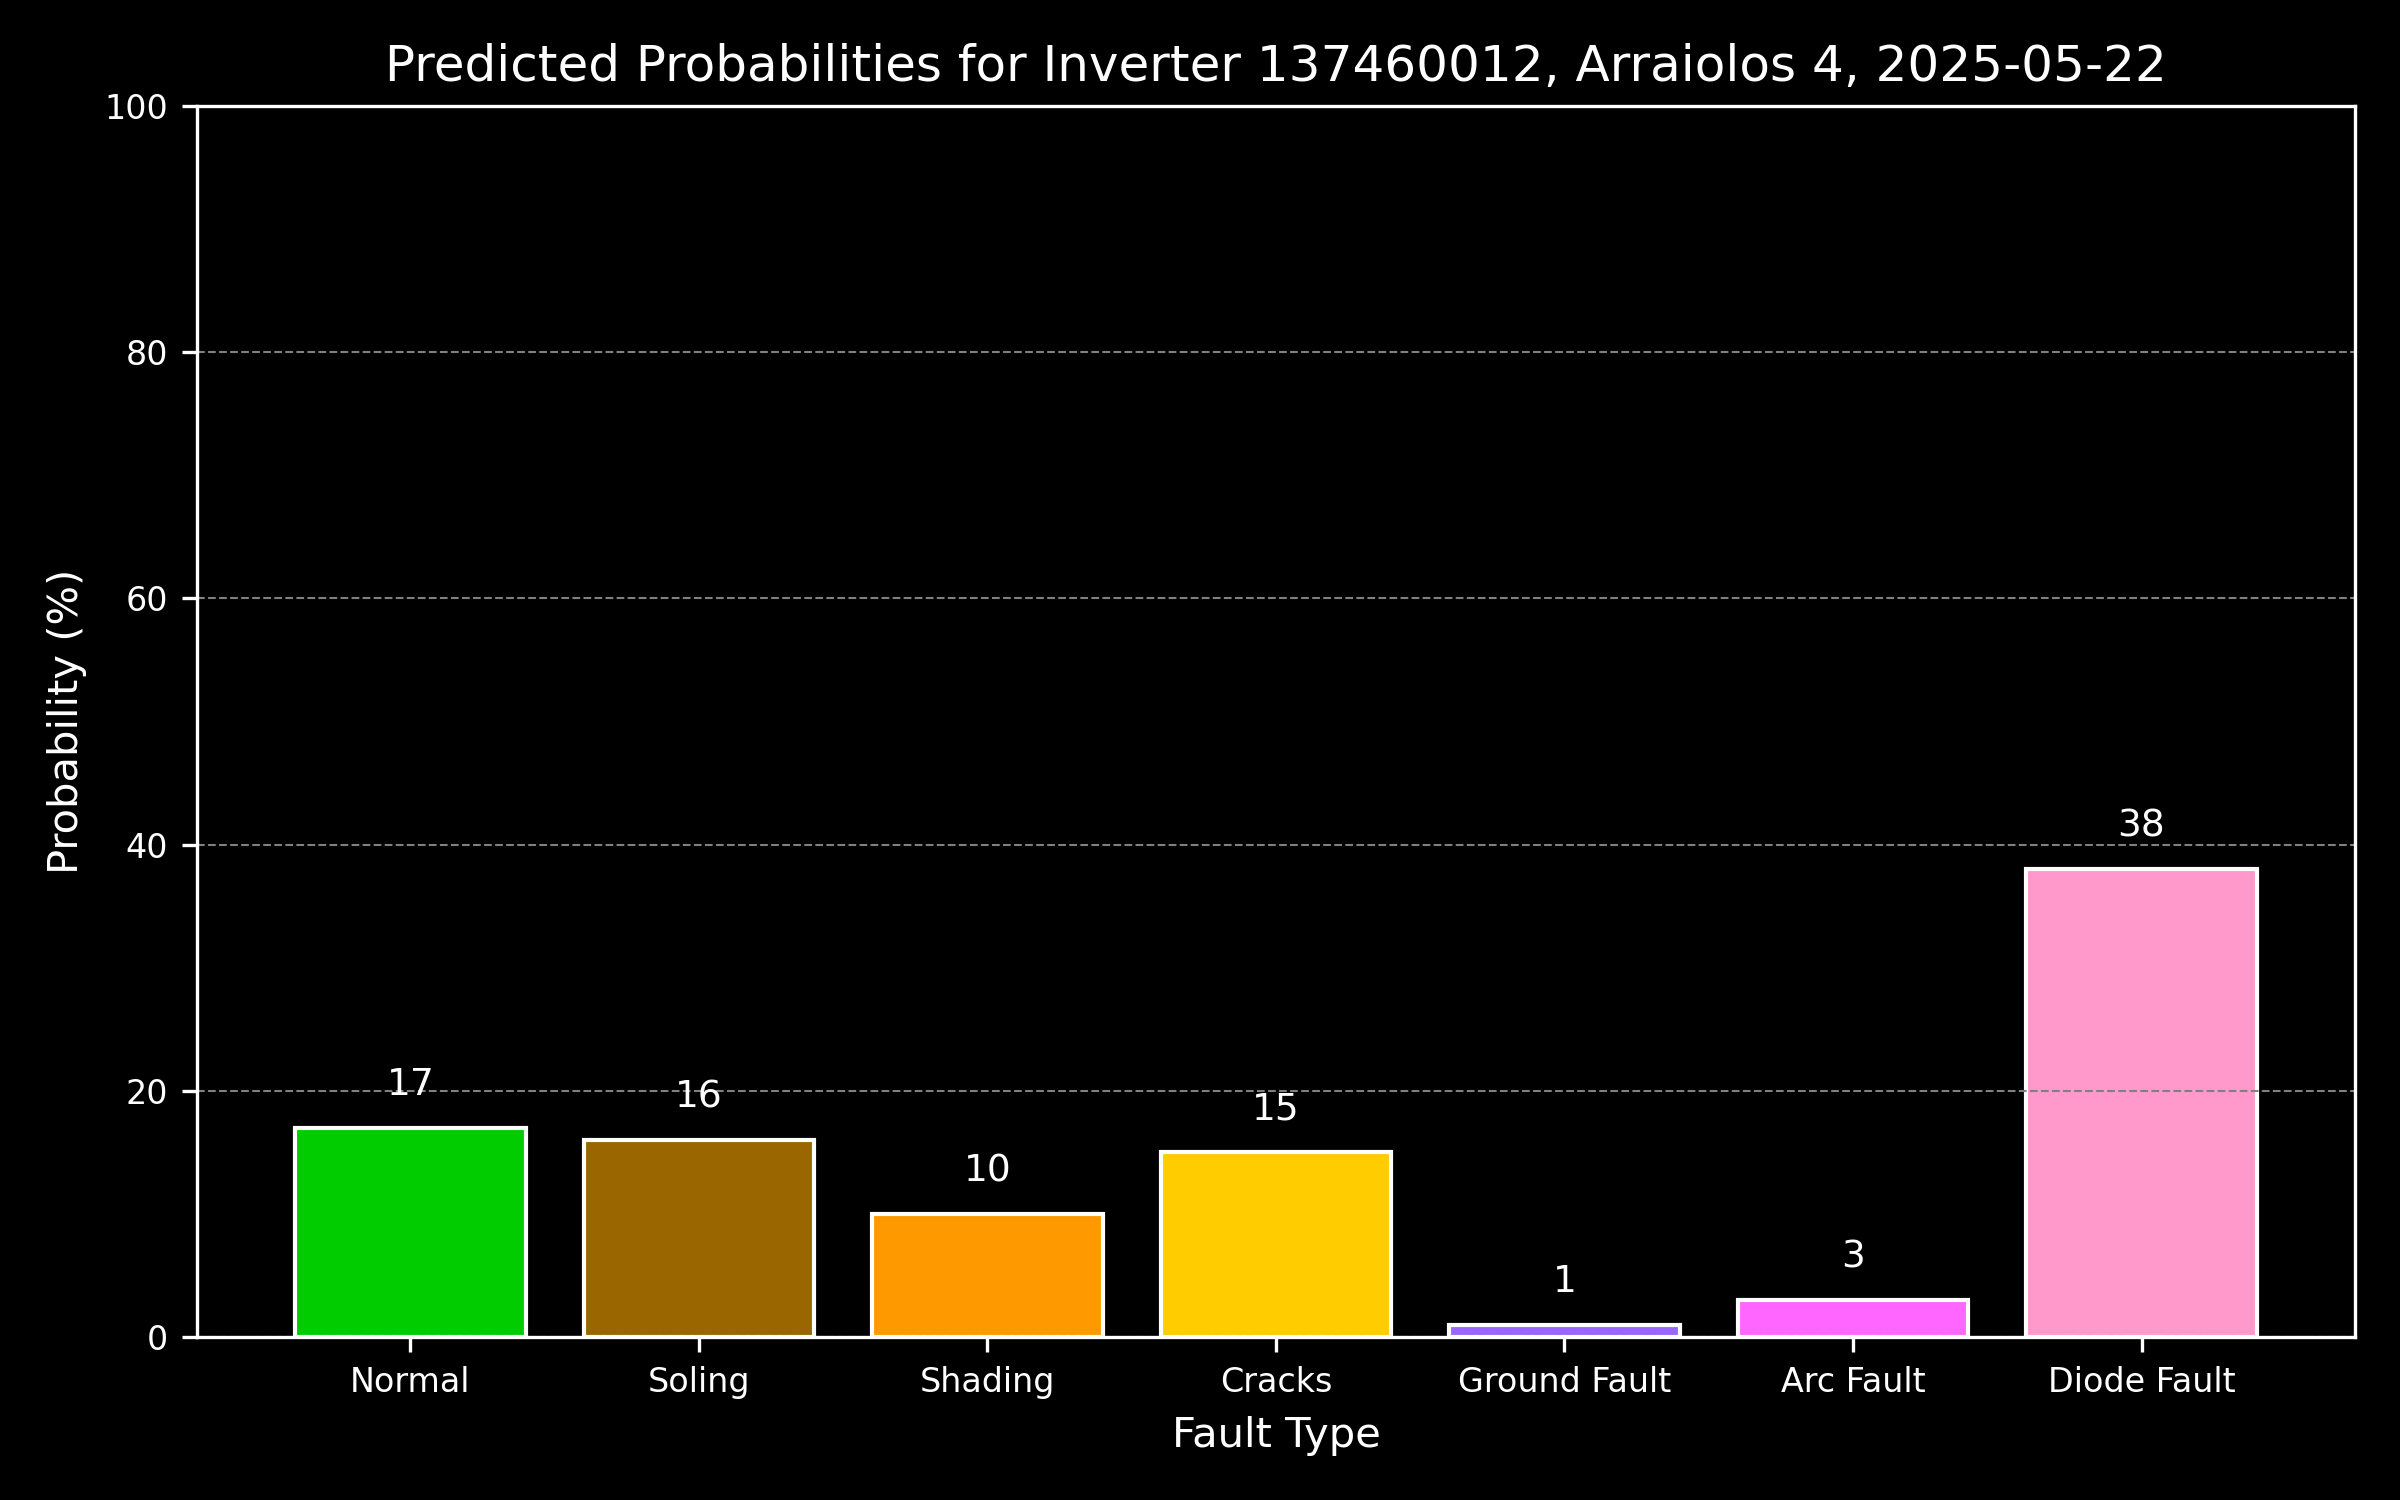 Predicted Probabilities for Inverter 137460012, Arraiolos 4, 2025-05-22
Probability (%)
100
80
60
40
20
0
17
16
10
15
1
3
38
Normal
Soling
Shading
Cracks
Ground Fault
Arc Fault
Diode Fault
Fault Type